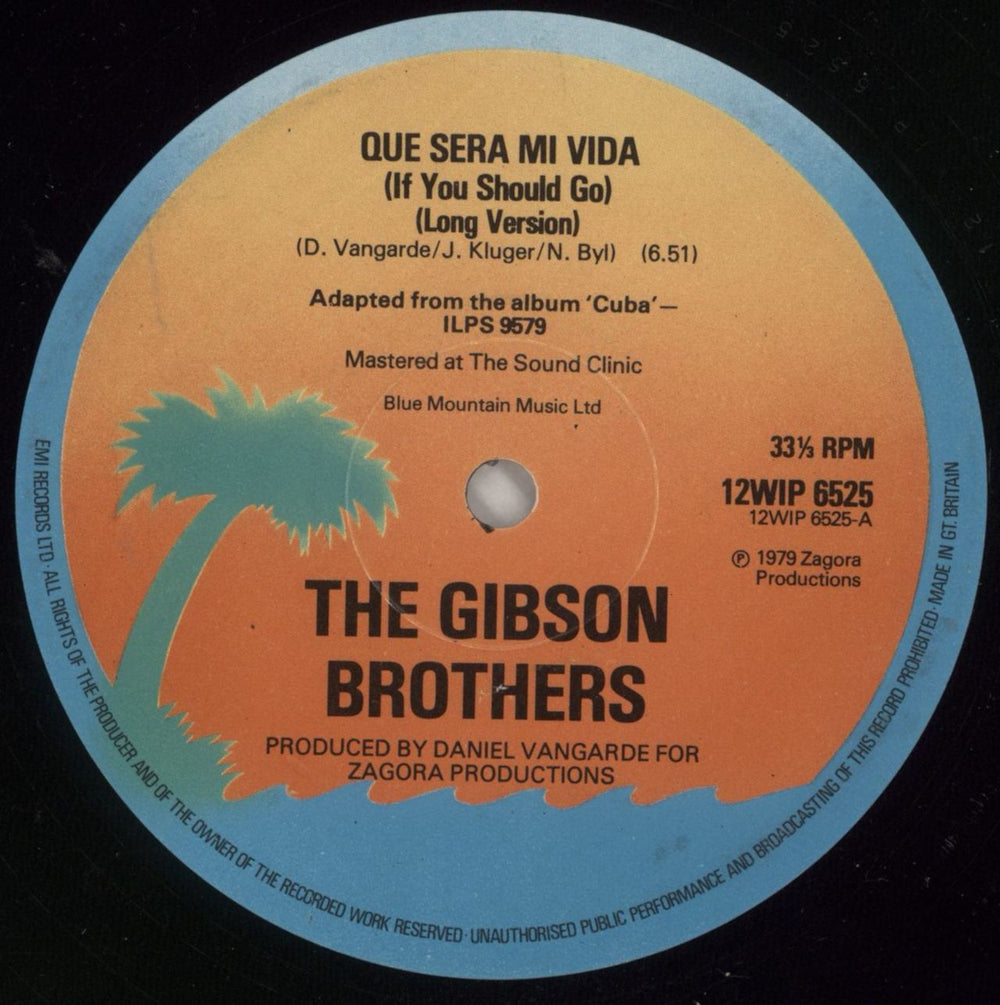 QUE SERA MI VIDA
(If You Should Go)
(Long Version)
(D. Vangarde/J. Kluger/N. Byl) (6.51)
Adapted from the album 'Cuba'—
ILPS 9579
Mastered at The Sound Clinic
Blue Mountain Music Ltd
33⅓ RPM
12WIP 6525
12WIP 6525-A
℗ 1979 Zagora
Productions
THE GIBSON
BROTHERS
PRODUCED BY DANIEL VANGARDE FOR
ZAGORA PRODUCTIONS
EMI RECORDS LTD · ALL RIGHTS OF THE PRODUCER AND OF THE OWNER OF THE RECORDED WORK RESERVED · UNAUTHORISED PUBLIC PERFORMANCE AND BROADCASTING OF THIS RECORD PROHIBITED · MADE IN GT. BRITAIN